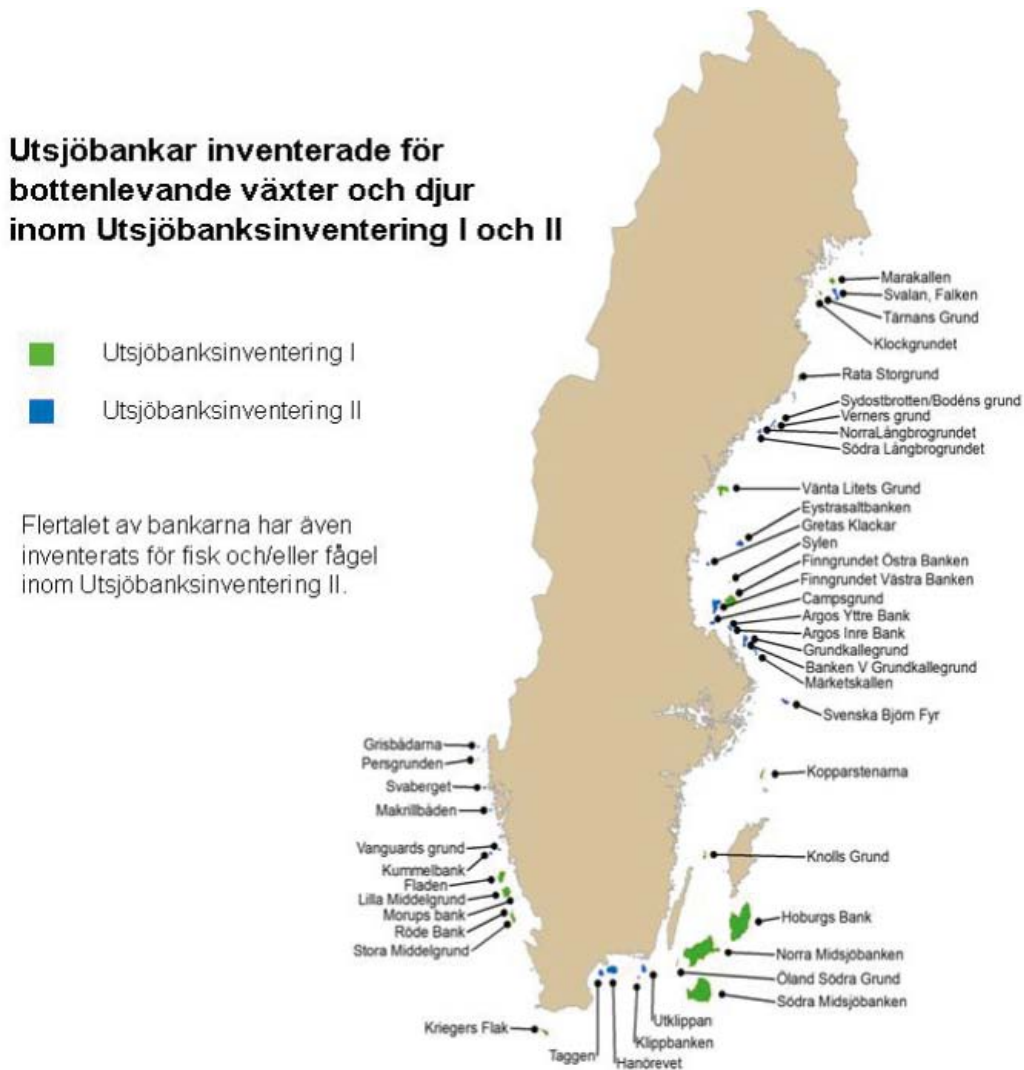 Utsjöbankar inventerade för
bottenlevande växter och djur
inom Utsjöbanksinventering I och II
Utsjöbanksinventering I
Utsjöbanksinventering II
Flertalet av bankarna har även
inventerats för fisk och/eller fågel
inom Utsjöbanksinventering II.
Marakallen
Svalan, Falken
Tärnans Grund
Klockgrundet
Rata Storgrund
Sydostbrotten/Bodéns grund
Verners grund
NorraLångbrogrundet
Södra Långbrogrundet
Vänta Litets Grund
Eystrasaltbanken
Gretas Klackar
Sylen
Finngrundet Östra Banken
Finngrundet Västra Banken
Campsgrund
Argos Yttre Bank
Argos Inre Bank
Grundkallegrund
Banken V Grundkallegrund
Märketskallen
Svenska Björn Fyr
Kopparstenarna
Knolls Grund
Hoburgs Bank
Norra Midsjöbanken
Öland Södra Grund
Södra Midsjöbanken
Grisbådarna
Persgrunden
Svaberget
Makrillbåden
Vanguards grund
Kummelbank
Fladen
Lilla Middelgrund
Morups bank
Röde Bank
Stora Middelgrund
Kriegers Flak
Taggen
Hanörevet
Klippbanken
Utklippan